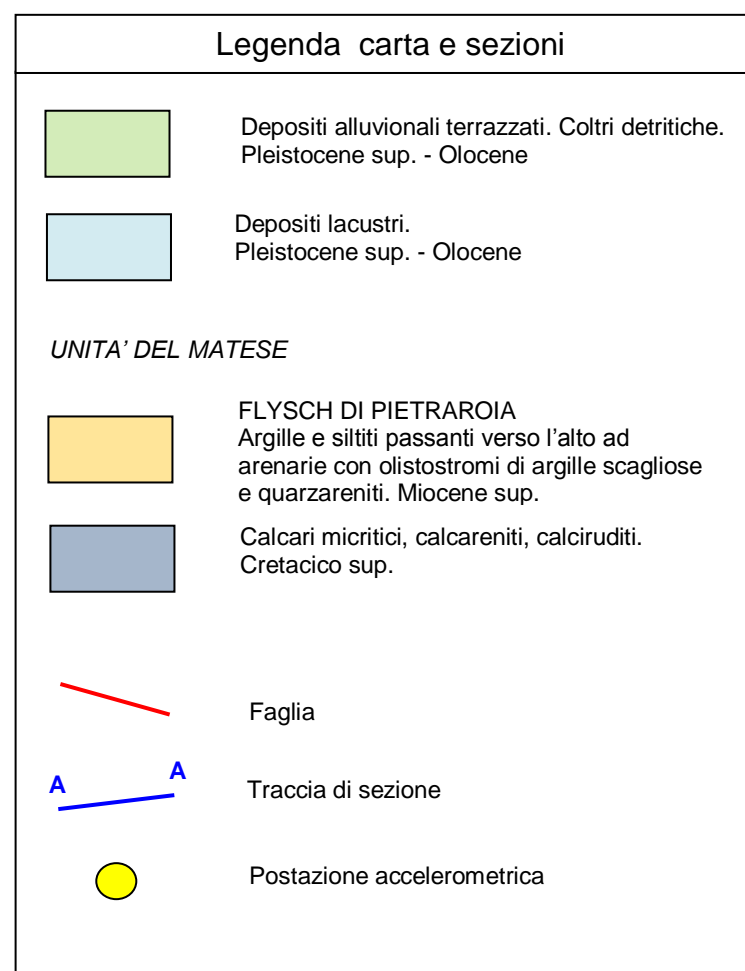 Legenda  carta e sezioni
Depositi alluvionali terrazzati. Coltri detritiche.
Pleistocene sup. - Olocene
Depositi lacustri.
Pleistocene sup. - Olocene
UNITA’ DEL MATESE
FLYSCH DI PIETRAROIA
Argille e siltiti passanti verso l’alto ad
arenarie con olistostromi di argille scagliose
e quarzareniti. Miocene sup.
Calcari micritici, calcareniti, calciruditi.
Cretacico sup.
Faglia
A A
Traccia di sezione
Postazione accelerometrica